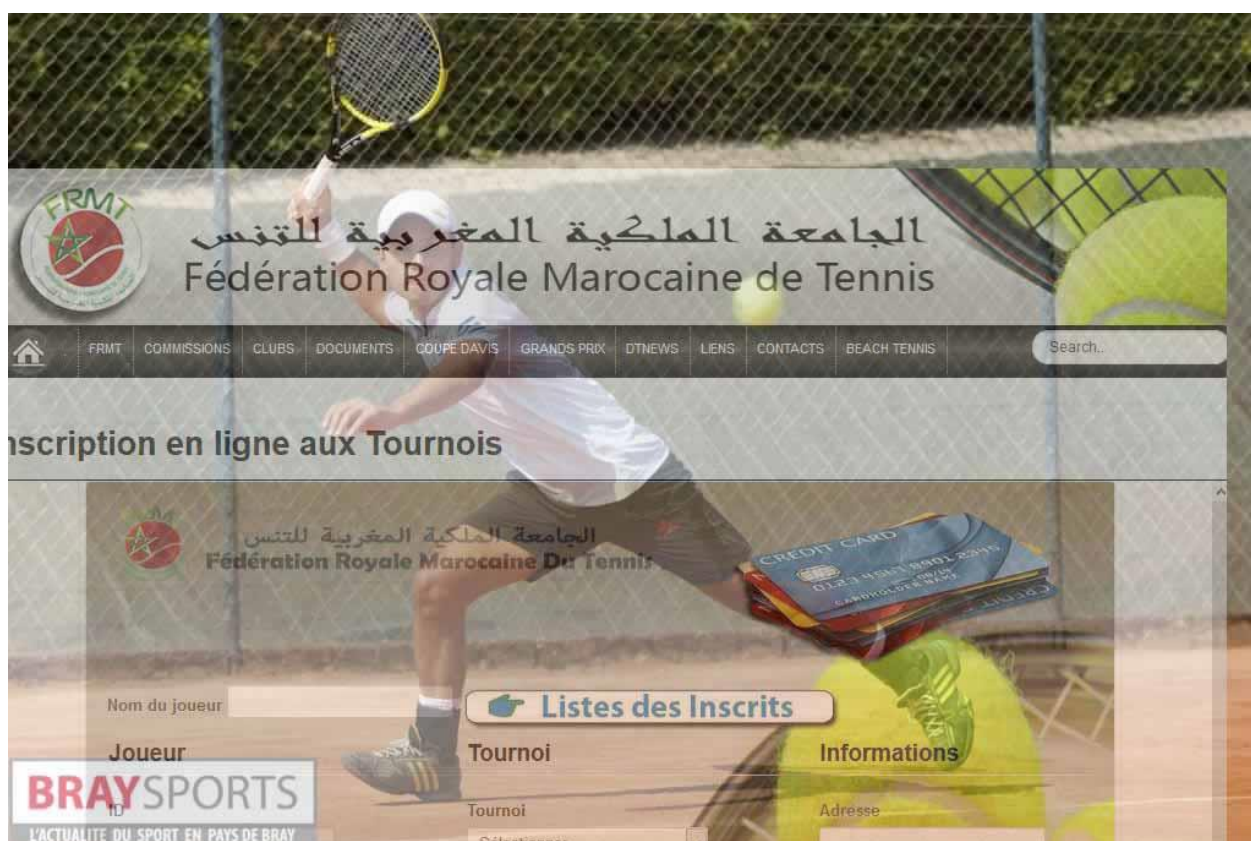 FRMT
الجامعة الملكية المغربية للتنس
Fédération Royale Marocaine de Tennis
FRMT COMMISSIONS CLUBS DOCUMENTS COUPE DAVIS GRANDS PRIX DTNEWS LIENS CONTACTS BEACH TENNIS Search..
nscription en ligne aux Tournois
الجامعة الملكية المغربية للتنس
Fédération Royale Marocaine Du Tennis
CREDIT CARD
CARDHOLDER NAME
Nom du joueur
Listes des Inscrits
Joueur Tournoi Informations
BRAYSPORTS
ID Tournoi Adresse
L'ACTUALITE DU SPORT EN PAYS DE BRAY